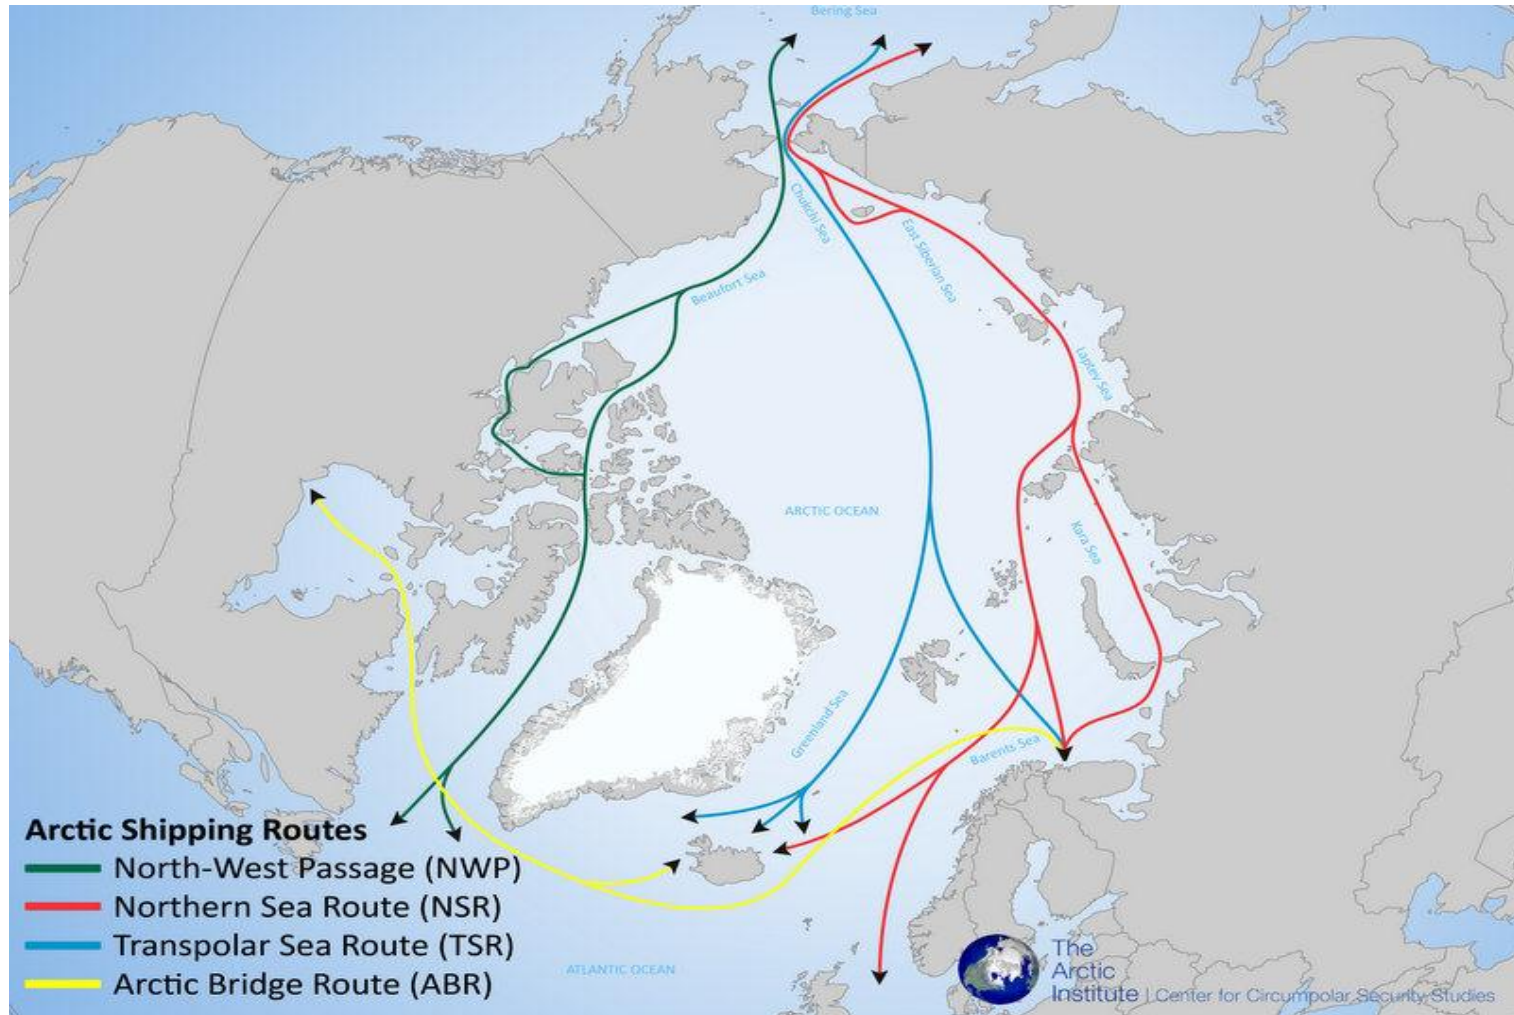 Bering Sea
Chukchi Sea
East Siberian Sea
Beaufort Sea
Laptev Sea
ARCTIC OCEAN
Kara Sea
Greenland Sea
Barents Sea
Arctic Shipping Routes
North-West Passage (NWP)
Northern Sea Route (NSR)
Transpolar Sea Route (TSR)
Arctic Bridge Route (ABR)
ATLANTIC OCEAN
The
Arctic
Institute | Center for Circumpolar Security Studies